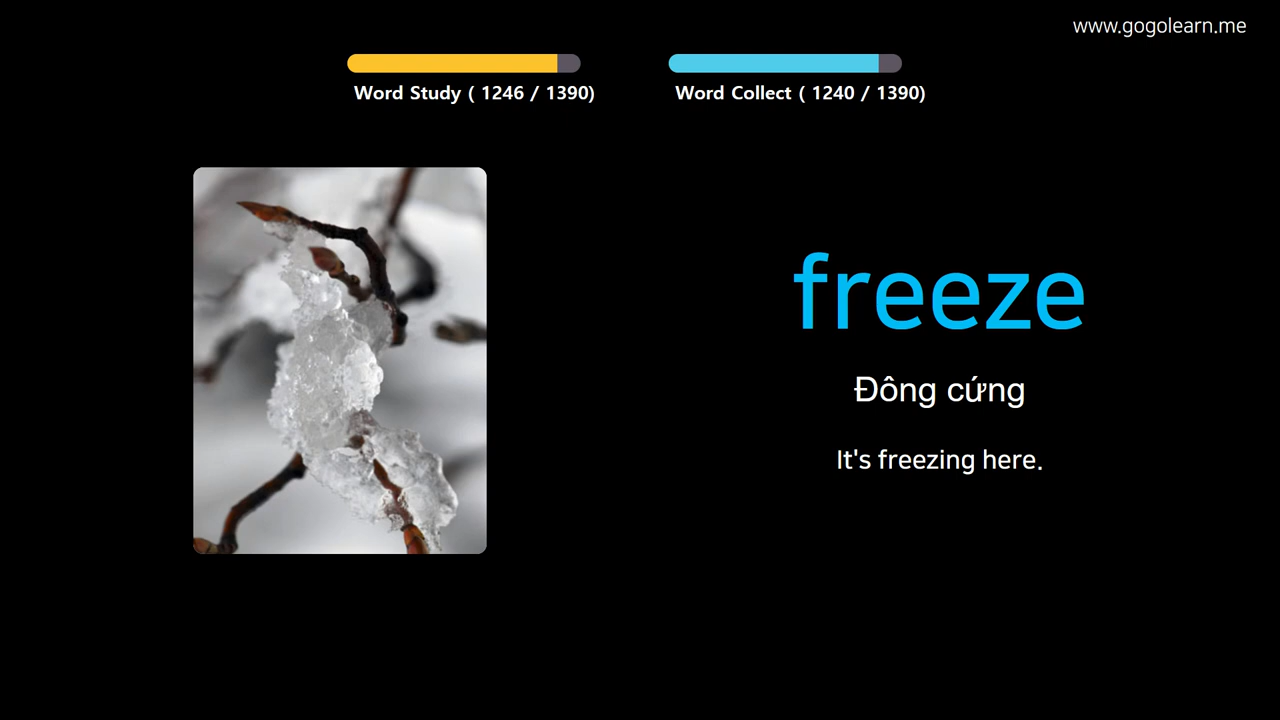 www.gogolearn.me
Word Study ( 1246 / 1390)
Word Collect ( 1240 / 1390)
freeze
Đông cứng
It's freezing here.